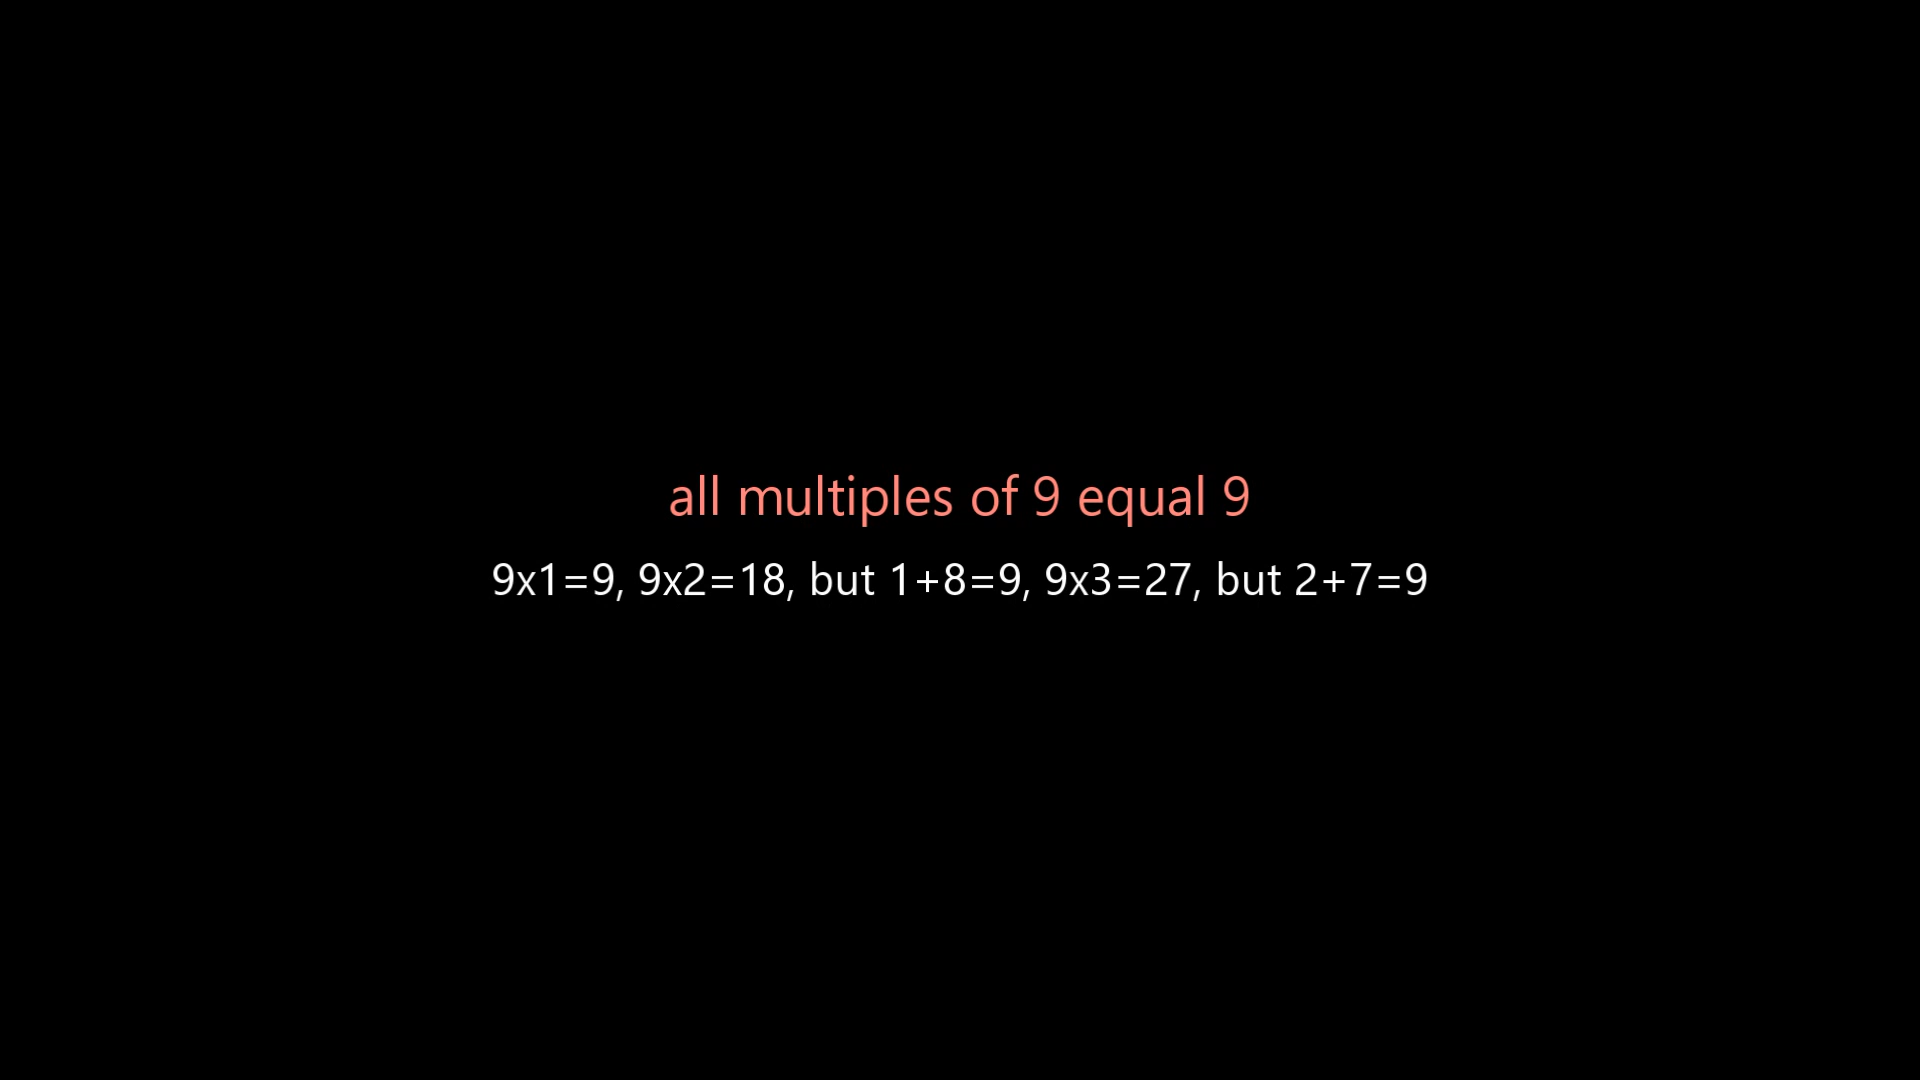 all multiples of 9 equal 9
9x1=9, 9x2=18, but 1+8=9, 9x3=27, but 2+7=9